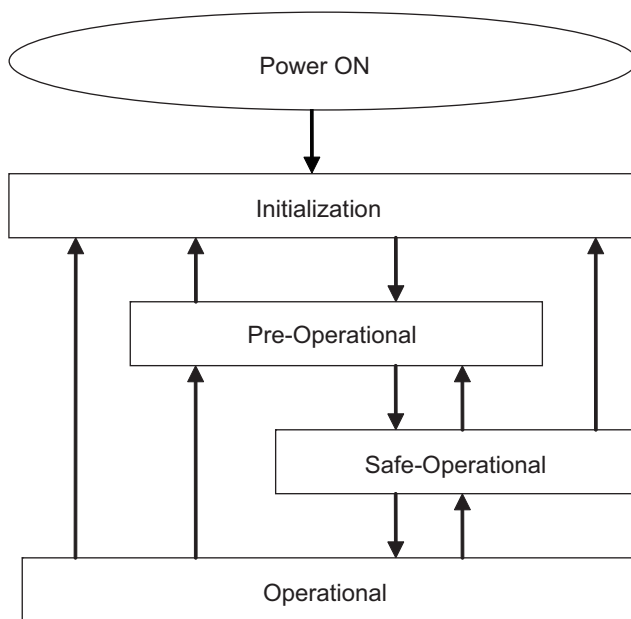 Power ON
Initialization
Pre-Operational
Safe-Operational
Operational